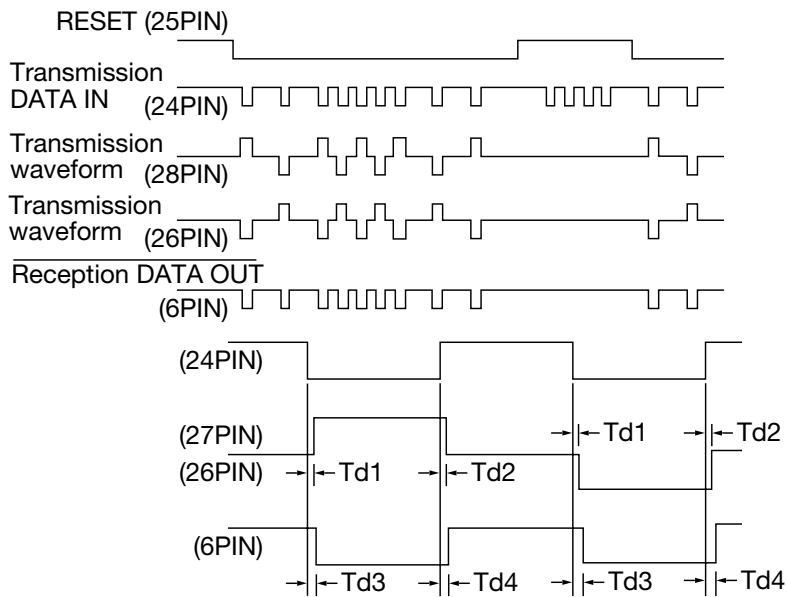 RESET (25PIN)
Transmission
DATA IN (24PIN)
Transmission
waveform (28PIN)
Transmission
waveform (26PIN)
Reception DATA OUT
(6PIN)
(24PIN)
(27PIN)
Td1 Td2
(26PIN) Td1 Td2
(6PIN)
Td3 Td4 Td3 Td4